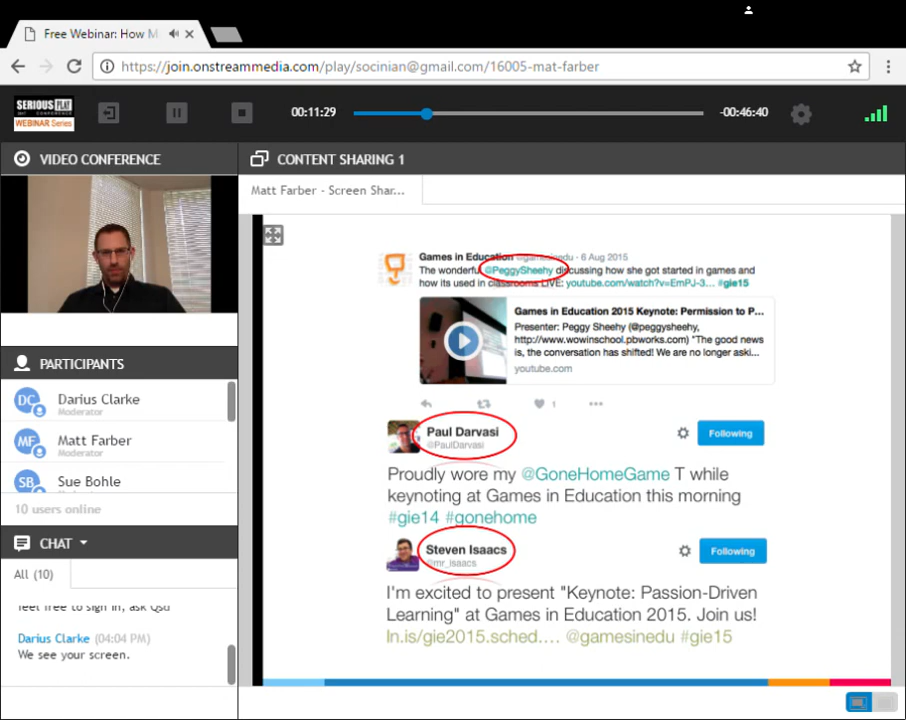 Free Webinar: How M
https://join.onstreammedia.com/play/socinian@gmail.com/16005-mat-farber
SERIOUS PLAY
CONFERENCE
WEBINAR Series
00:11:29
-00:46:40
VIDEO CONFERENCE
CONTENT SHARING 1
Matt Farber - Screen Shar...
PARTICIPANTS
DC
Darius Clarke
Moderator
MF
Matt Farber
Moderator
SB
Sue Bohle
10 users online
CHAT
All (10)
feel free to sign in, ask Qsd
Darius Clarke (04:04 PM)
We see your screen.
Games in Education @gamesinedu - 6 Aug 2015
The wonderful @PeggySheehy discussing how she got started in games and
how its used in classrooms LIVE: youtube.com/watch?v=EmPJ-3... #gie15
Games in Education 2015 Keynote: Permission to P...
Presenter: Peggy Sheehy (@peggysheehy,
http://www.wowinschool.pbworks.com) "The good news
is, the conversation has shifted! We are no longer aski...
youtube.com
1
Paul Darvasi
@PaulDarvasi
Following
Proudly wore my @GoneHomeGame T while
keynoting at Games in Education this morning
#gie14 #gonehome
Steven Isaacs
@mr_isaacs
Following
I'm excited to present "Keynote: Passion-Driven
Learning" at Games in Education 2015. Join us!
ln.is/gie2015.sched.… @gamesinedu #gie15